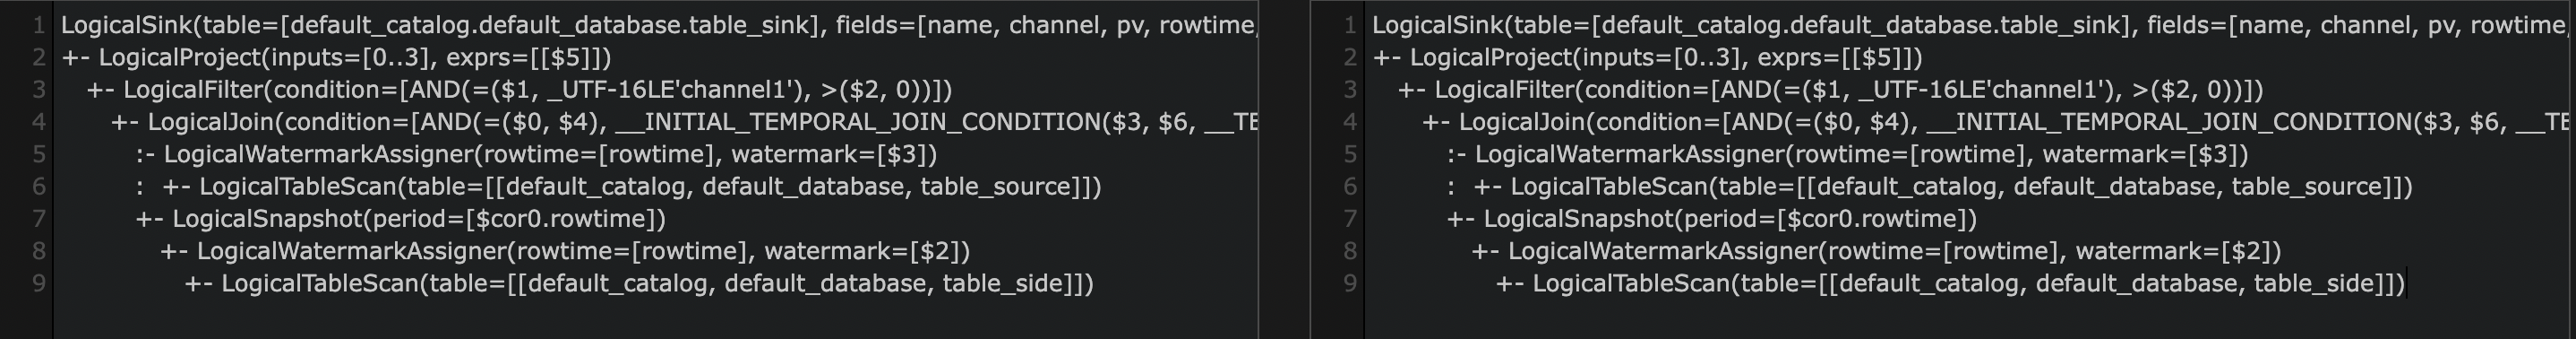 1 LogicalSink(table=[default_catalog.default_database.table_sink], fields=[name, channel, pv, rowtime,
2 +- LogicalProject(inputs=[0..3], exprs=[[$5]])
3 +- LogicalFilter(condition=[AND(=($1, _UTF-16LE'channel1'), >($2, 0))])
4 +- LogicalJoin(condition=[AND(=($0, $4), __INITIAL_TEMPORAL_JOIN_CONDITION($3, $6, __TE
5 :- LogicalWatermarkAssigner(rowtime=[rowtime], watermark=[$3])
6 : +- LogicalTableScan(table=[[default_catalog, default_database, table_source]])
7 +- LogicalSnapshot(period=[$cor0.rowtime])
8 +- LogicalWatermarkAssigner(rowtime=[rowtime], watermark=[$2])
9 +- LogicalTableScan(table=[[default_catalog, default_database, table_side]])
1 LogicalSink(table=[default_catalog.default_database.table_sink], fields=[name, channel, pv, rowtime,
2 +- LogicalProject(inputs=[0..3], exprs=[[$5]])
3 +- LogicalFilter(condition=[AND(=($1, _UTF-16LE'channel1'), >($2, 0))])
4 +- LogicalJoin(condition=[AND(=($0, $4), __INITIAL_TEMPORAL_JOIN_CONDITION($3, $6, __TE
5 :- LogicalWatermarkAssigner(rowtime=[rowtime], watermark=[$3])
6 : +- LogicalTableScan(table=[[default_catalog, default_database, table_source]])
7 +- LogicalSnapshot(period=[$cor0.rowtime])
8 +- LogicalWatermarkAssigner(rowtime=[rowtime], watermark=[$2])
9 +- LogicalTableScan(table=[[default_catalog, default_database, table_side]])